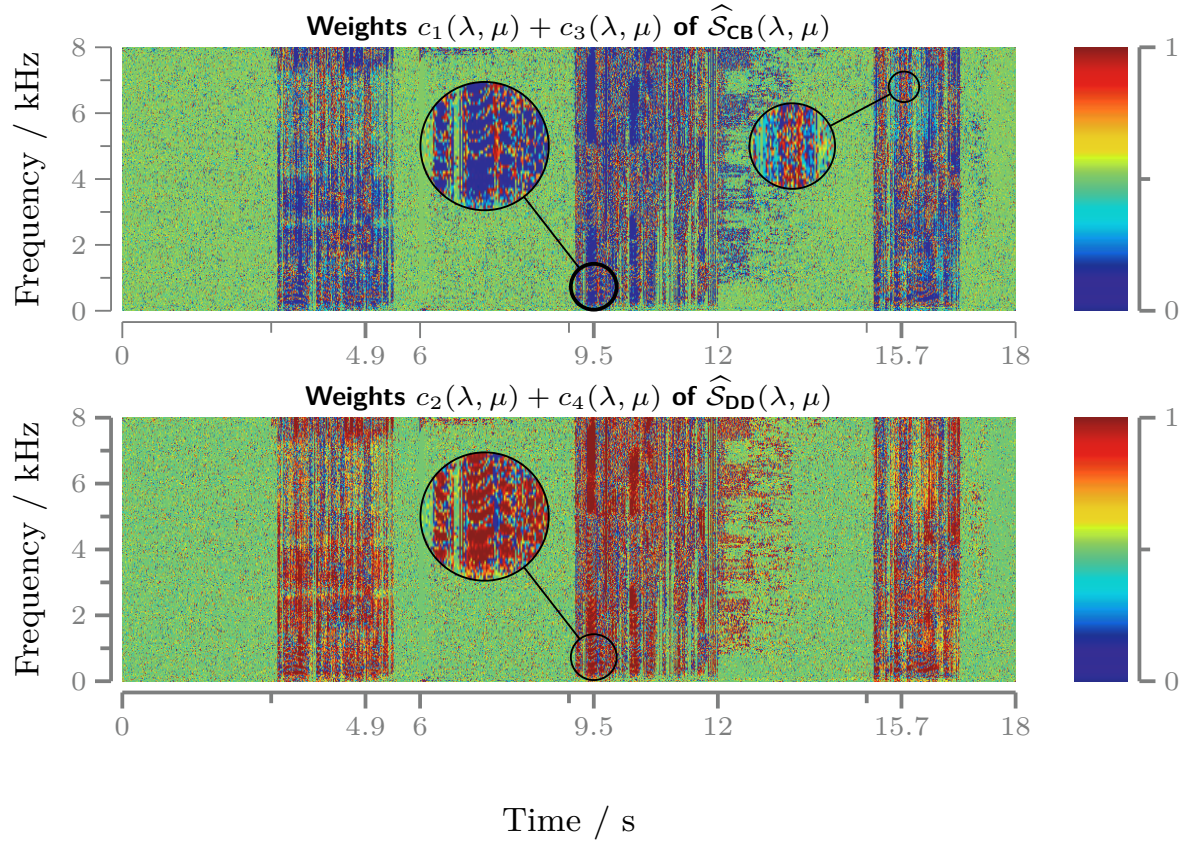 Weights c₁(λ, μ) + c₃(λ, μ) of Ŝ_CB(λ, μ)
Frequency / kHz
8
6
4
2
0
0 4.9 6 9.5 12 15.7 18
1
0
Weights c₂(λ, μ) + c₄(λ, μ) of Ŝ_DD(λ, μ)
Frequency / kHz
8
6
4
2
0
0 4.9 6 9.5 12 15.7 18
1
0
Time / s